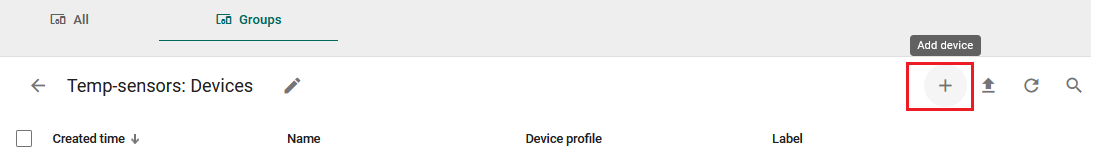 All Groups
Add device
Temp-sensors: Devices
Created time Name Device profile Label